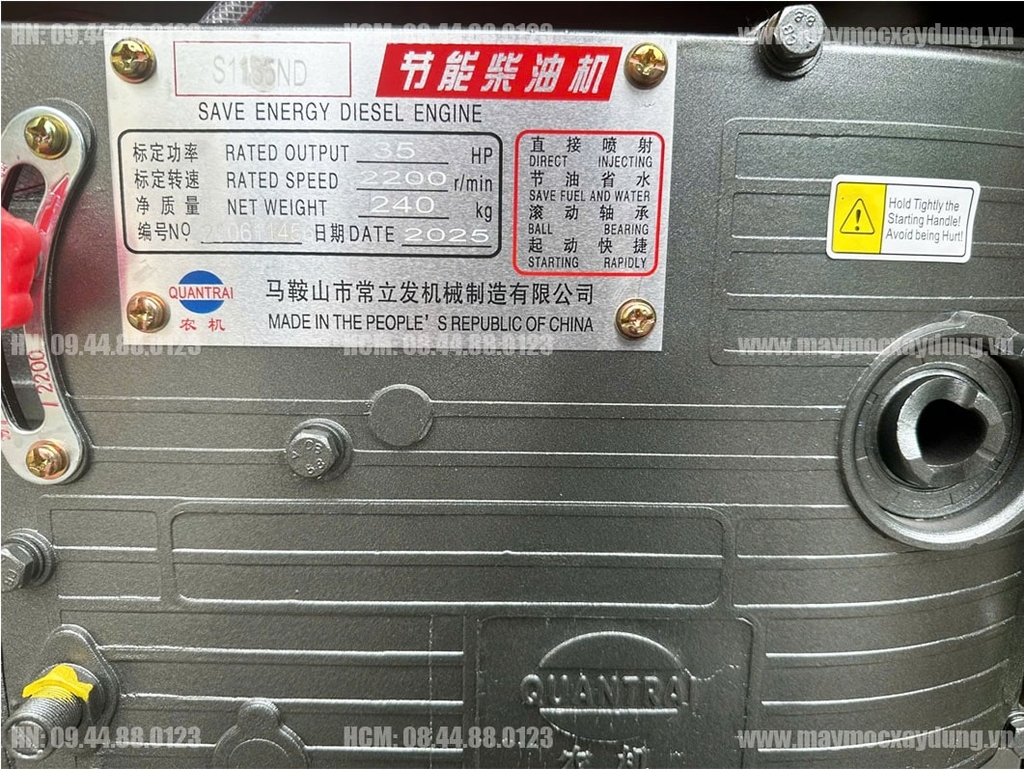 HN: 09.44.88.0123
HCM: 08.44.88.0123
www.maymocxaydung.vn
节能柴油机
SAVE ENERGY DIESEL ENGINE
标定功率 RATED OUTPUT 35 HP
标定转速 RATED SPEED 2200 r/min
净质量 NET WEIGHT 240 kg
编号Nº 日期DATE 2025
直接喷射
DIRECT INJECTING
节油省水
SAVE FUEL AND WATER
滚动轴承
BALL BEARING
起动快捷
STARTING RAPIDLY
QUANTRAI
农机
马鞍山市常立发机械制造有限公司
MADE IN THE PEOPLE'S REPUBLIC OF CHINA
Hold Tightly the
Starting Handle!
Avoid being Hurt!
HN: 09.44.88.0123
HCM: 08.44.88.0123
www.maymocxaydung.vn
2200
8.8
QUANTRAI
农机
HN: 09.44.88.0123
HCM: 08.44.88.0123
www.maymocxaydung.vn